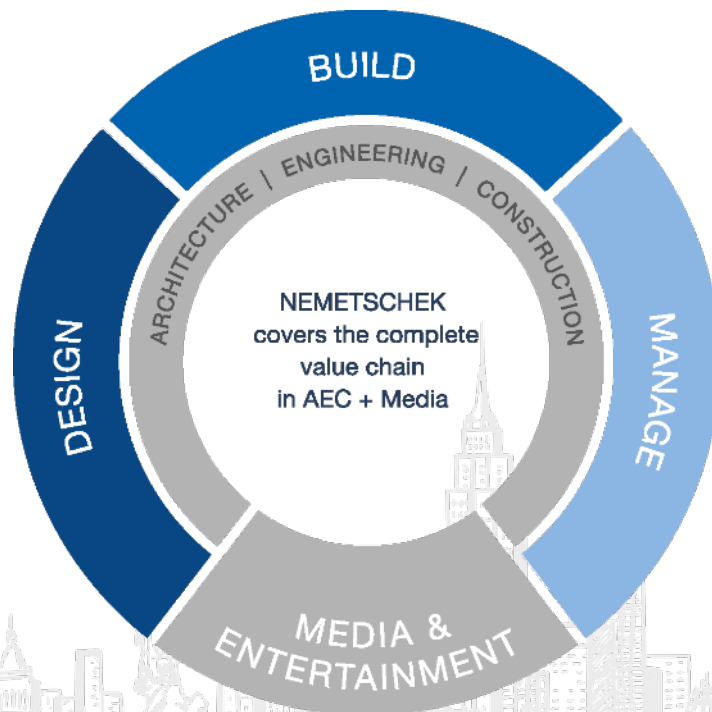 BUILD
ARCHITECTURE | ENGINEERING | CONSTRUCTION
DESIGN
NEMETSCHEK
covers the complete
value chain
in AEC + Media
MANAGE
MEDIA &
ENTERTAINMENT